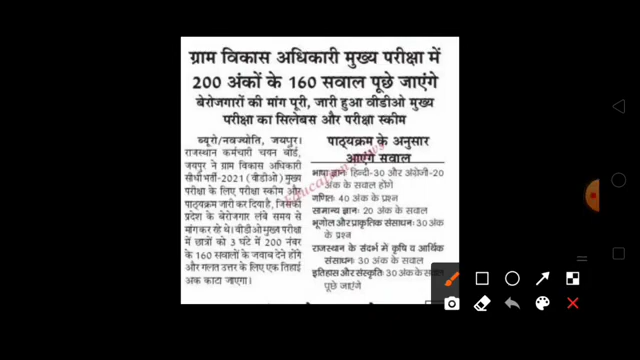 ग्राम विकास अधिकारी मुख्य परीक्षा में
200 अंकों के 160 सवाल पूछे जाएंगे
बेरोजगारों की मांग पूरी, जारी हुआ वीडीओ मुख्य
परीक्षा का सिलेबस और परीक्षा स्कीम
ब्यूरो/नवज्योति, जयपुर।
राजस्थान कर्मचारी चयन बोर्ड,
जयपुर ने ग्राम विकास अधिकारी
सीधी भर्ती-2021 (वीडीओ) मुख्य
परीक्षा के लिए परीक्षा स्कीम और
पाठ्यक्रम जारी कर दिया है, जिसकी
प्रदेश के बेरोजगार लंबे समय से
मांग कर रहे थे। वीडीओ मुख्य परीक्षा
में छात्रों को 3 घंटे में 200 नंबर
के 160 सवालों के जवाब देने होंगे
और गलत उत्तर के लिए एक तिहाई
अंक काटा जाएगा।
पाठ्यक्रम के अनुसार
आएंगे सवाल
भाषा ज्ञान: हिन्दी-30 और अंग्रेजी-20
अंक के सवाल होंगे
गणित: 40 अंक के प्रश्न
सामान्य ज्ञान: 20 अंक के सवाल
भूगोल और प्राकृतिक संसाधन: 30 अंक
के प्रश्न
राजस्थान के संदर्भ में कृषि व आर्थिक
संसाधन: 30 अंक के सवाल
इतिहास और संस्कृति: 30 अंक के सवाल
पूछे जाएंगे